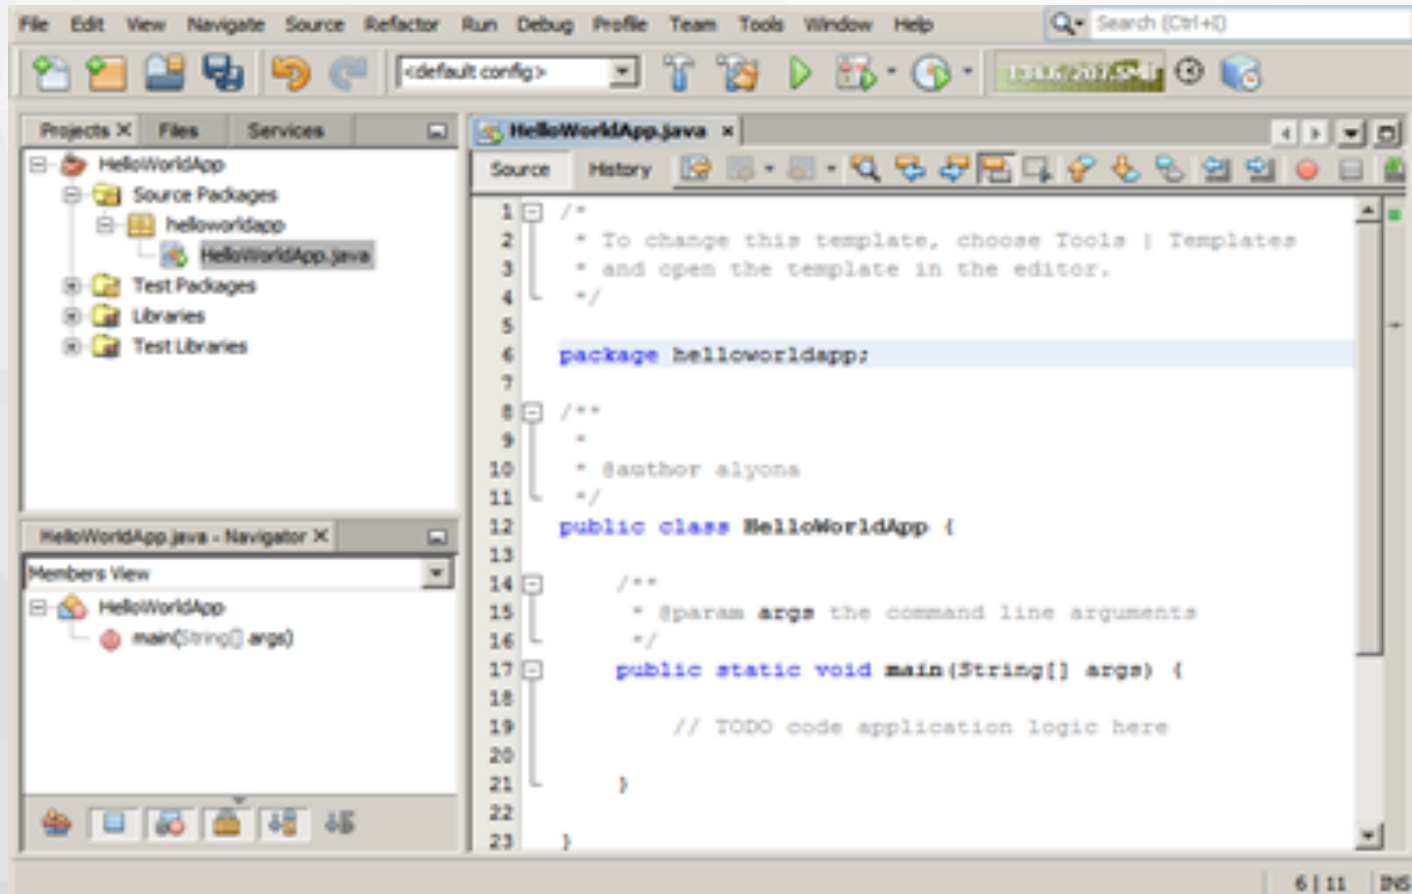 File Edit View Navigate Source Refactor Run Debug Profile Team Tools Window Help
Search (Ctrl+I)
<default config>
Projects X Files Services
HelloWorldApp
Source Packages
helloworldapp
HelloWorldApp.java
Test Packages
Libraries
Test Libraries
HelloWorldApp.java - Navigator X
Members View
HelloWorldApp
main(String[] args)
HelloWorldApp.java x
Source History
1 /*
2 * To change this template, choose Tools | Templates
3 * and open the template in the editor.
4 */
5
6 package helloworldapp;
7
8 /**
9 *
10 * @author alyona
11 */
12 public class HelloWorldApp {
13
14 /**
15 * @param args the command line arguments
16 */
17 public static void main(String[] args) {
18
19 // TODO code application logic here
20
21 }
22
23 }
6 | 11 INS